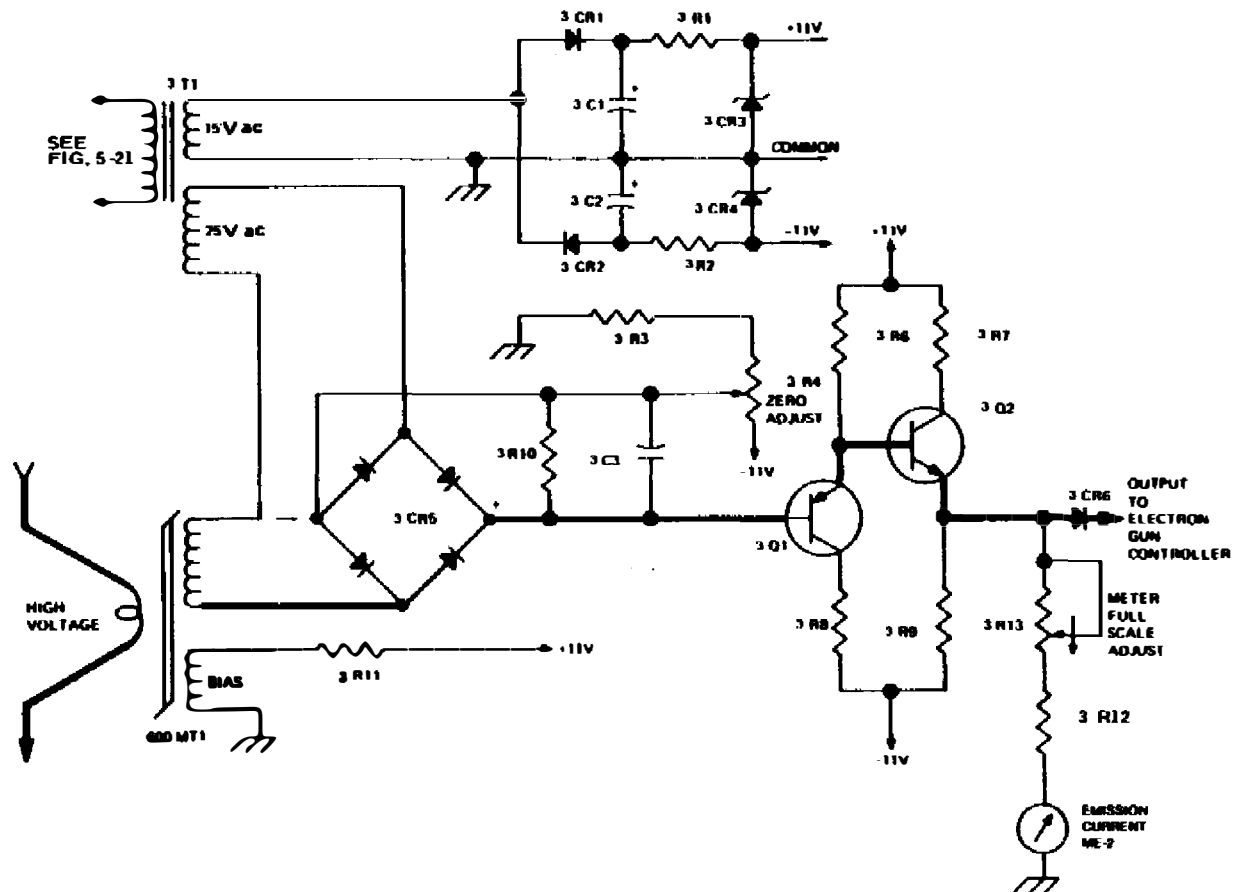 3 CR1
3 R1
+11V
3 T1
SEE
FIG. 5-21
15V ac
3 C1
3 CR3
COMMON
3 C2
3 CR4
-11V
3 CR2
3 R2
25V ac
+11V
3 R3
3 R6
3 R7
3 R4
ZERO
ADJUST
-11V
3 Q2
3 R10
3 C3
3 CR5
+
3 Q1
3 CR6
OUTPUT
TO
ELECTRON
GUN
CONTROLLER
HIGH
VOLTAGE
3 R8
3 R9
3 R13
METER
FULL
SCALE
ADJUST
3 R11
+11V
BIAS
600 MT1
-11V
3 R12
EMISSION
CURRENT
ME-2